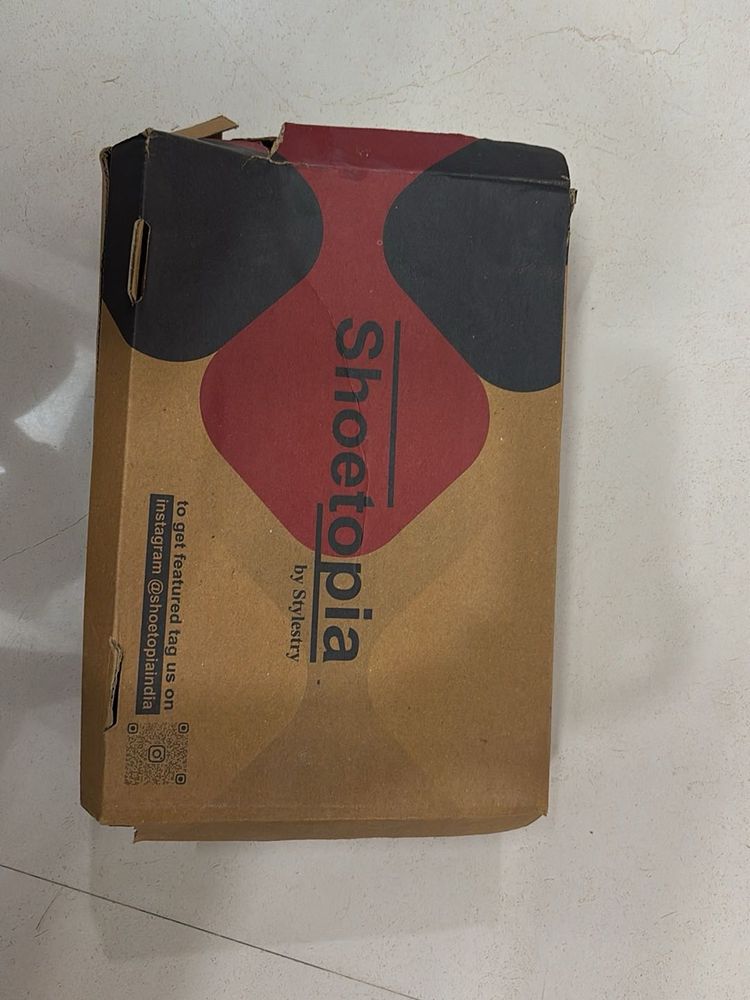 Shoetopia
by Stylestry
to get featured tag us on
instagram @shoetopiaindia